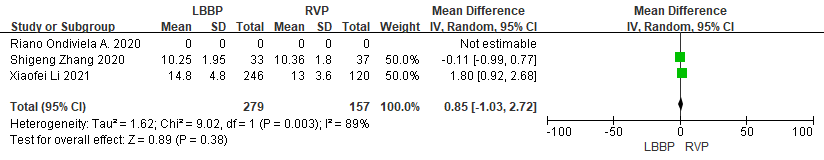 LBBP RVP Mean Difference Mean Difference
Study or Subgroup Mean SD Total Mean SD Total Weight IV, Random, 95% CI IV, Random, 95% CI
Riano Ondiviela A. 2020 0 0 0 0 0 0 Not estimable
Shigeng Zhang 2020 10.25 1.95 33 10.36 1.8 37 50.0% -0.11 [-0.99, 0.77]
Xiaofei Li 2021 14.8 4.8 246 13 3.6 120 50.0% 1.80 [0.92, 2.68]
Total (95% CI) 279 157 100.0% 0.85 [-1.03, 2.72]
Heterogeneity: Tau² = 1.62; Chi² = 9.02, df = 1 (P = 0.003); I² = 89%
Test for overall effect: Z = 0.89 (P = 0.38)
-100 -50 0 50 100
LBBP RVP